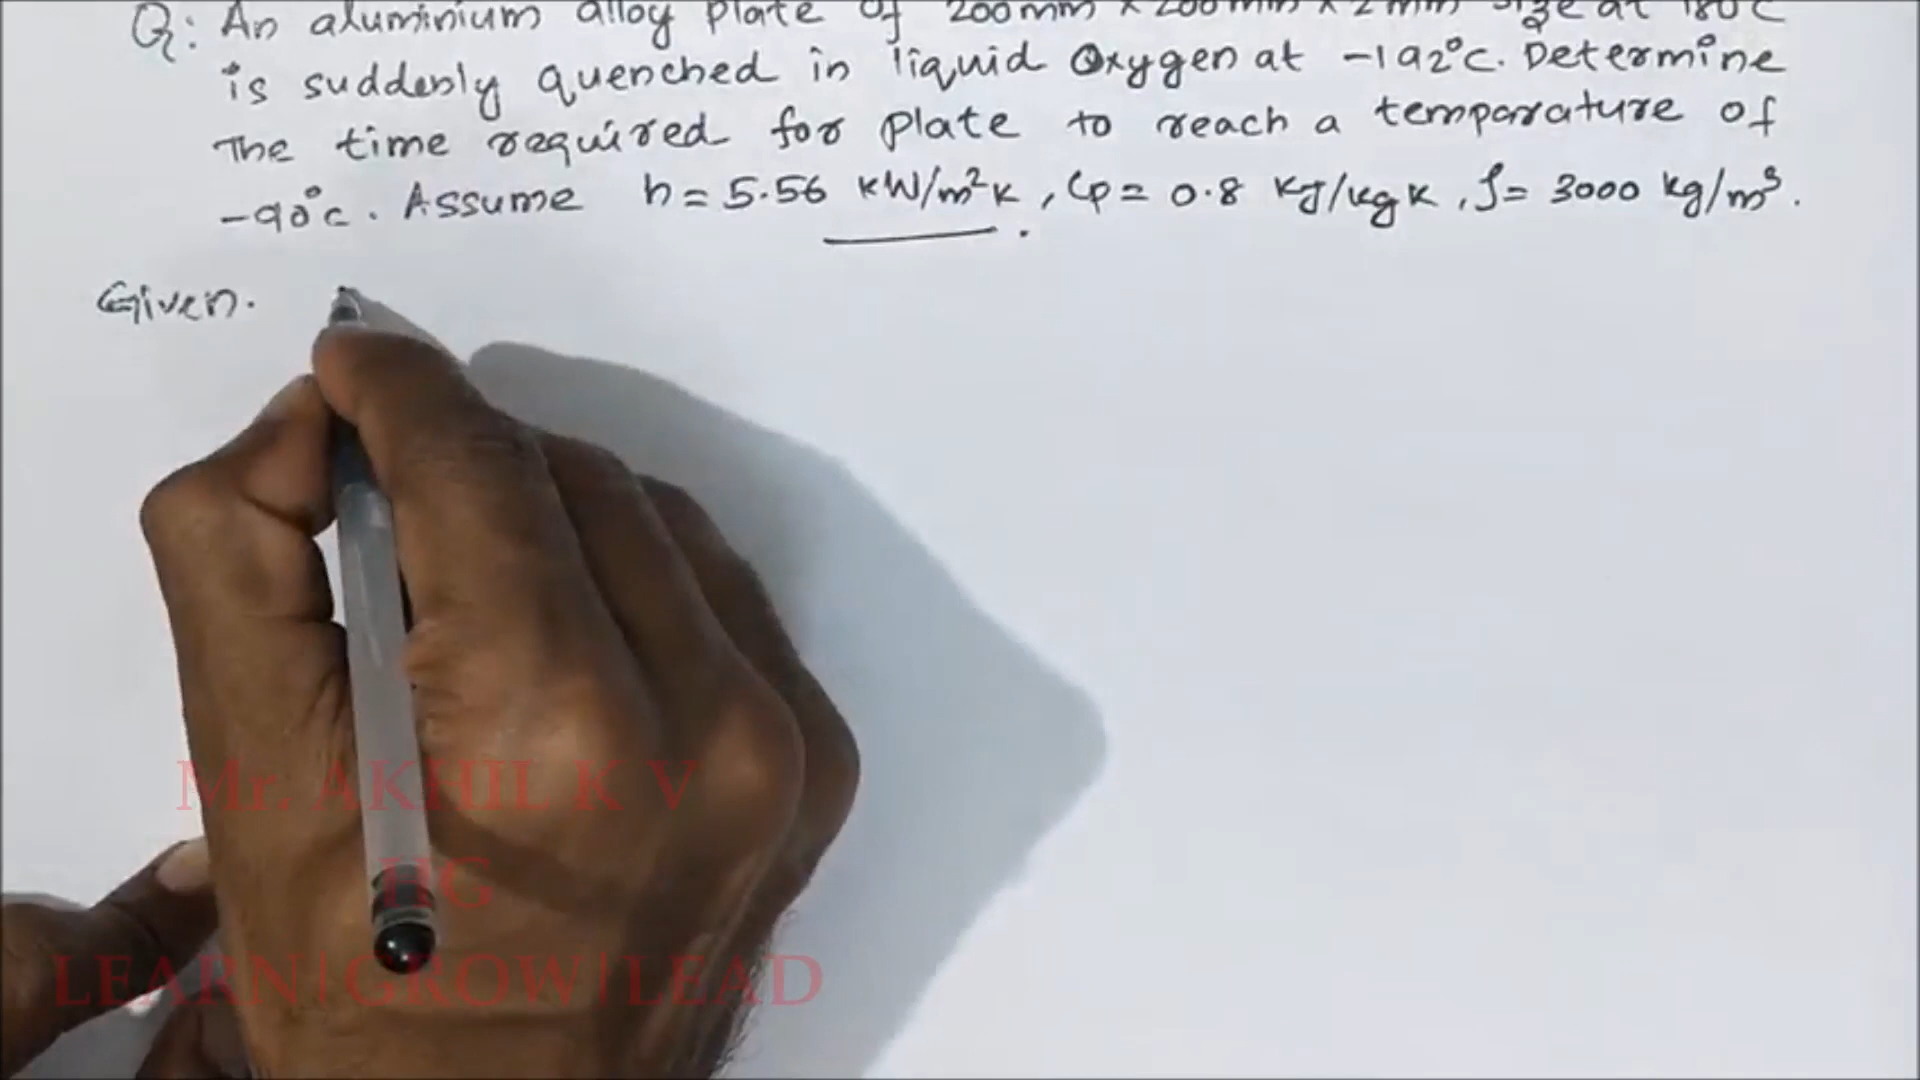 Q: An aluminium alloy plate of 200mm x 200mm x 2mm size at 180°C
is suddenly quenched in liquid Oxygen at -192°C. Determine
The time required for plate to reach a temparature of
-90°C. Assume h = 5.56 kW/m²K, Cp = 0.8 KJ/kgK, ρ = 3000 kg/m³.
Given.
Mr. AKHIL K V
HG
LEARN|GROW|LEAD